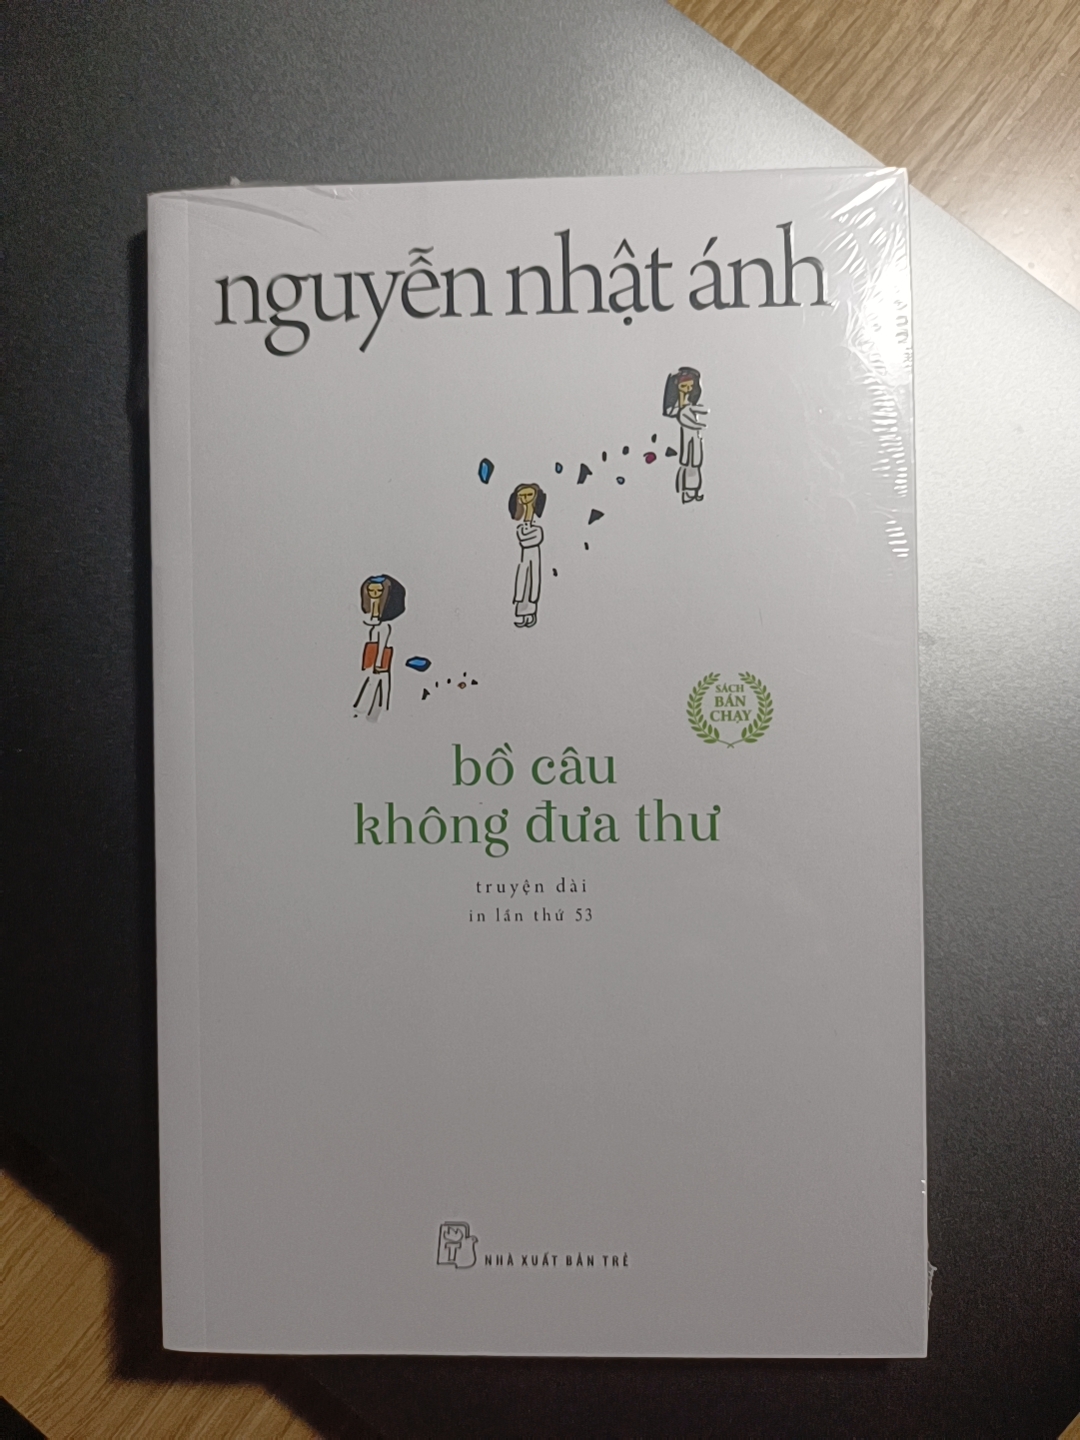 nguyễn nhật ánh
SÁCH
BÁN
CHẠY
bồ câu
không đưa thư
truyện dài
in lần thứ 53
NHÀ XUẤT BẢN TRẺ